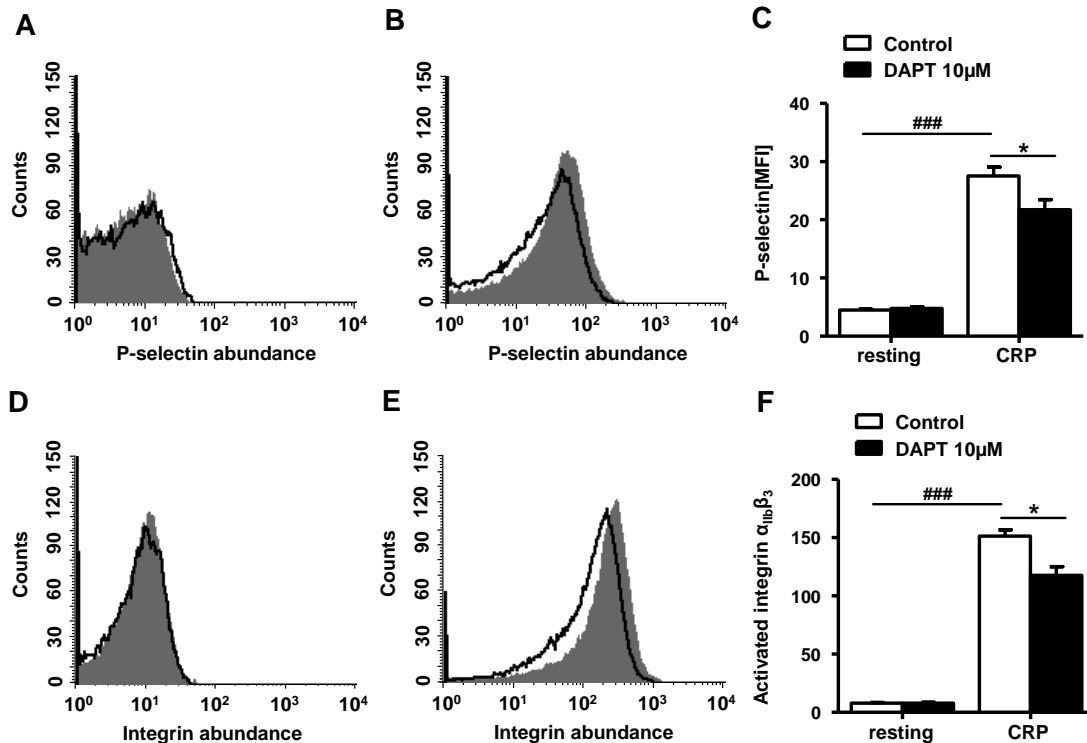 A
Counts
150
120
90
60
30
0
10⁰ 10¹ 10² 10³ 10⁴
P-selectin abundance
B
Counts
150
120
90
60
30
0
10⁰ 10¹ 10² 10³ 10⁴
P-selectin abundance
C
Control
DAPT 10µM
P-selectin[MFI]
40
30
20
10
0
###
*
resting CRP
D
Counts
150
120
90
60
30
0
10⁰ 10¹ 10² 10³ 10⁴
Integrin abundance
E
Counts
150
120
90
60
30
0
10⁰ 10¹ 10² 10³ 10⁴
Integrin abundance
F
Control
DAPT 10µM
Activated integrin αIIbβ₃
200
150
100
50
0
###
*
resting CRP